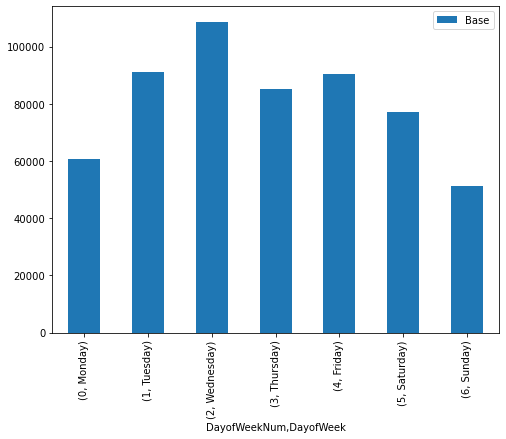 Base
100000
80000
60000
40000
20000
0
(0, Monday)
(1, Tuesday)
(2, Wednesday)
(3, Thursday)
(4, Friday)
(5, Saturday)
(6, Sunday)
DayofWeekNum,DayofWeek